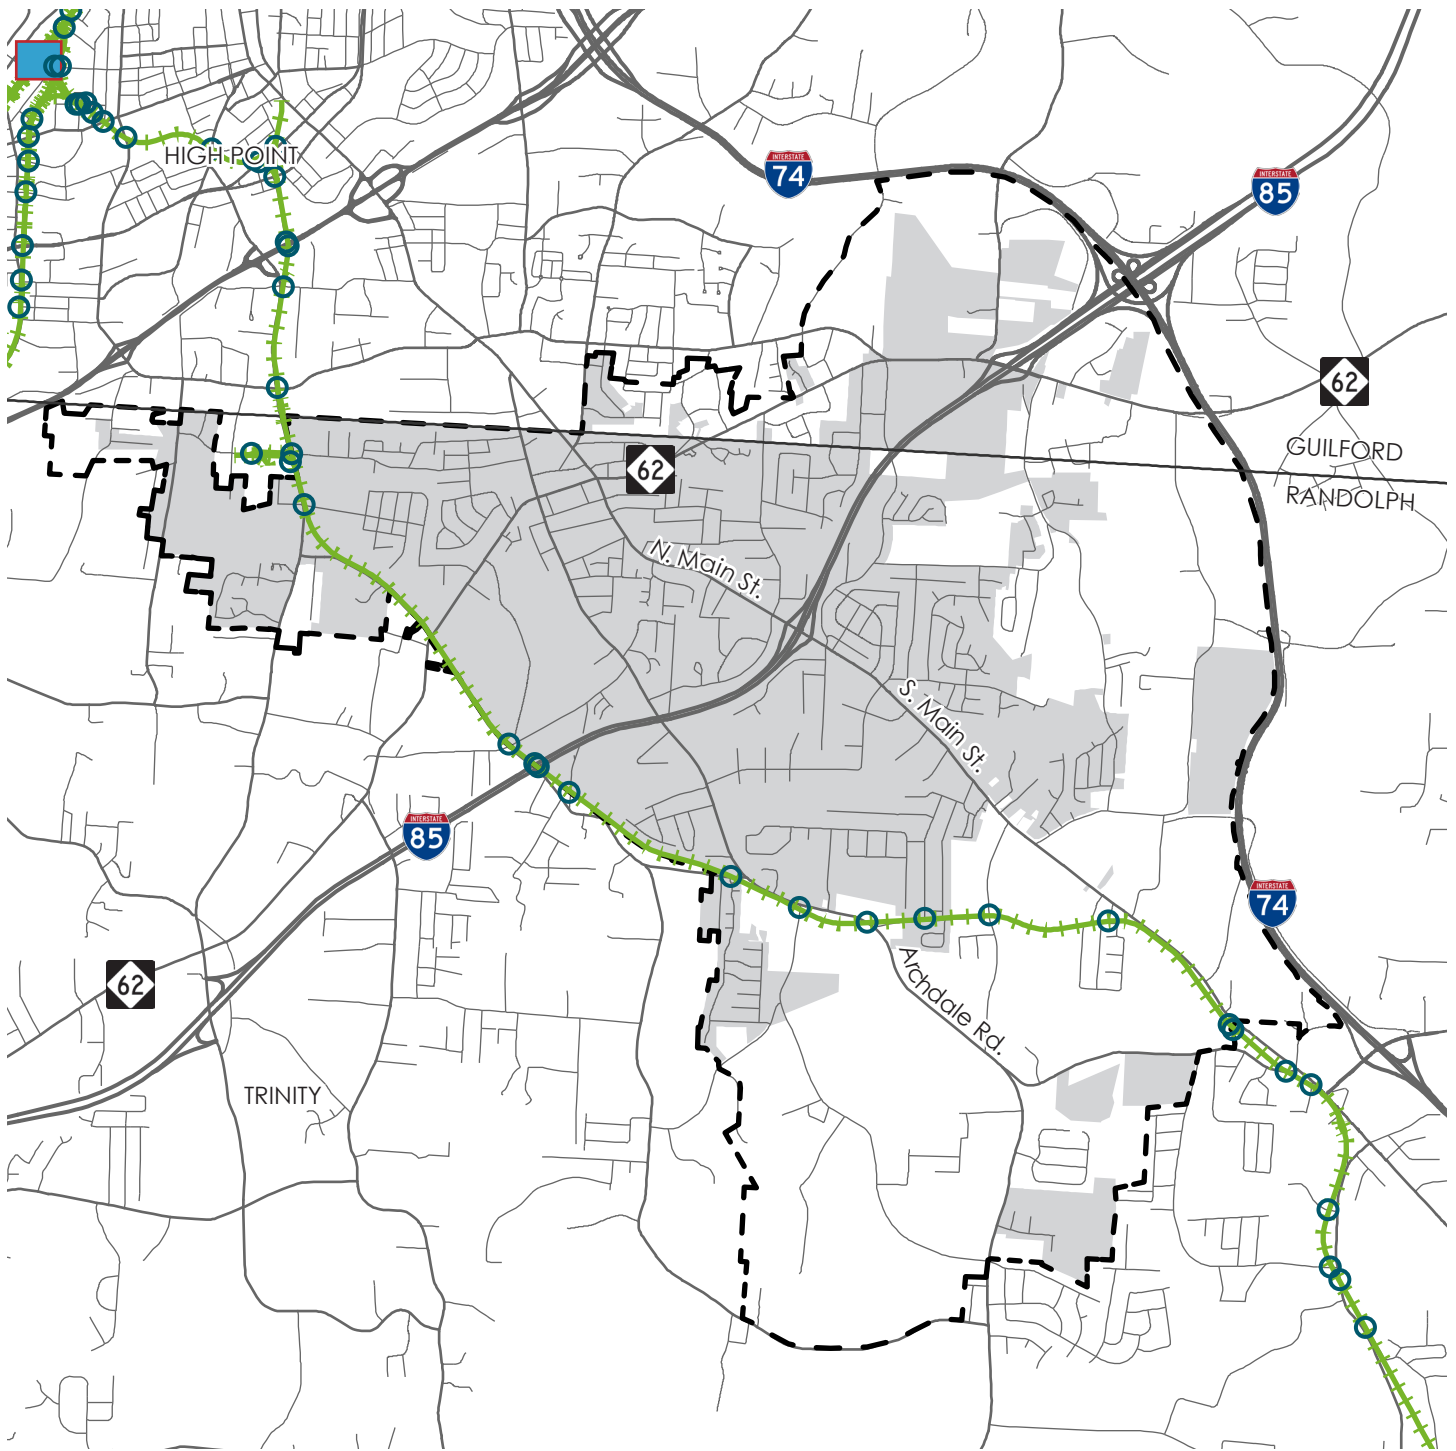 HIGH POINT
INTERSTATE
74
INTERSTATE
85
62
GUILFORD
RANDOLPH
62
N. Main St.
S. Main St.
INTERSTATE
85
INTERSTATE
74
62
Archdale Rd.
TRINITY